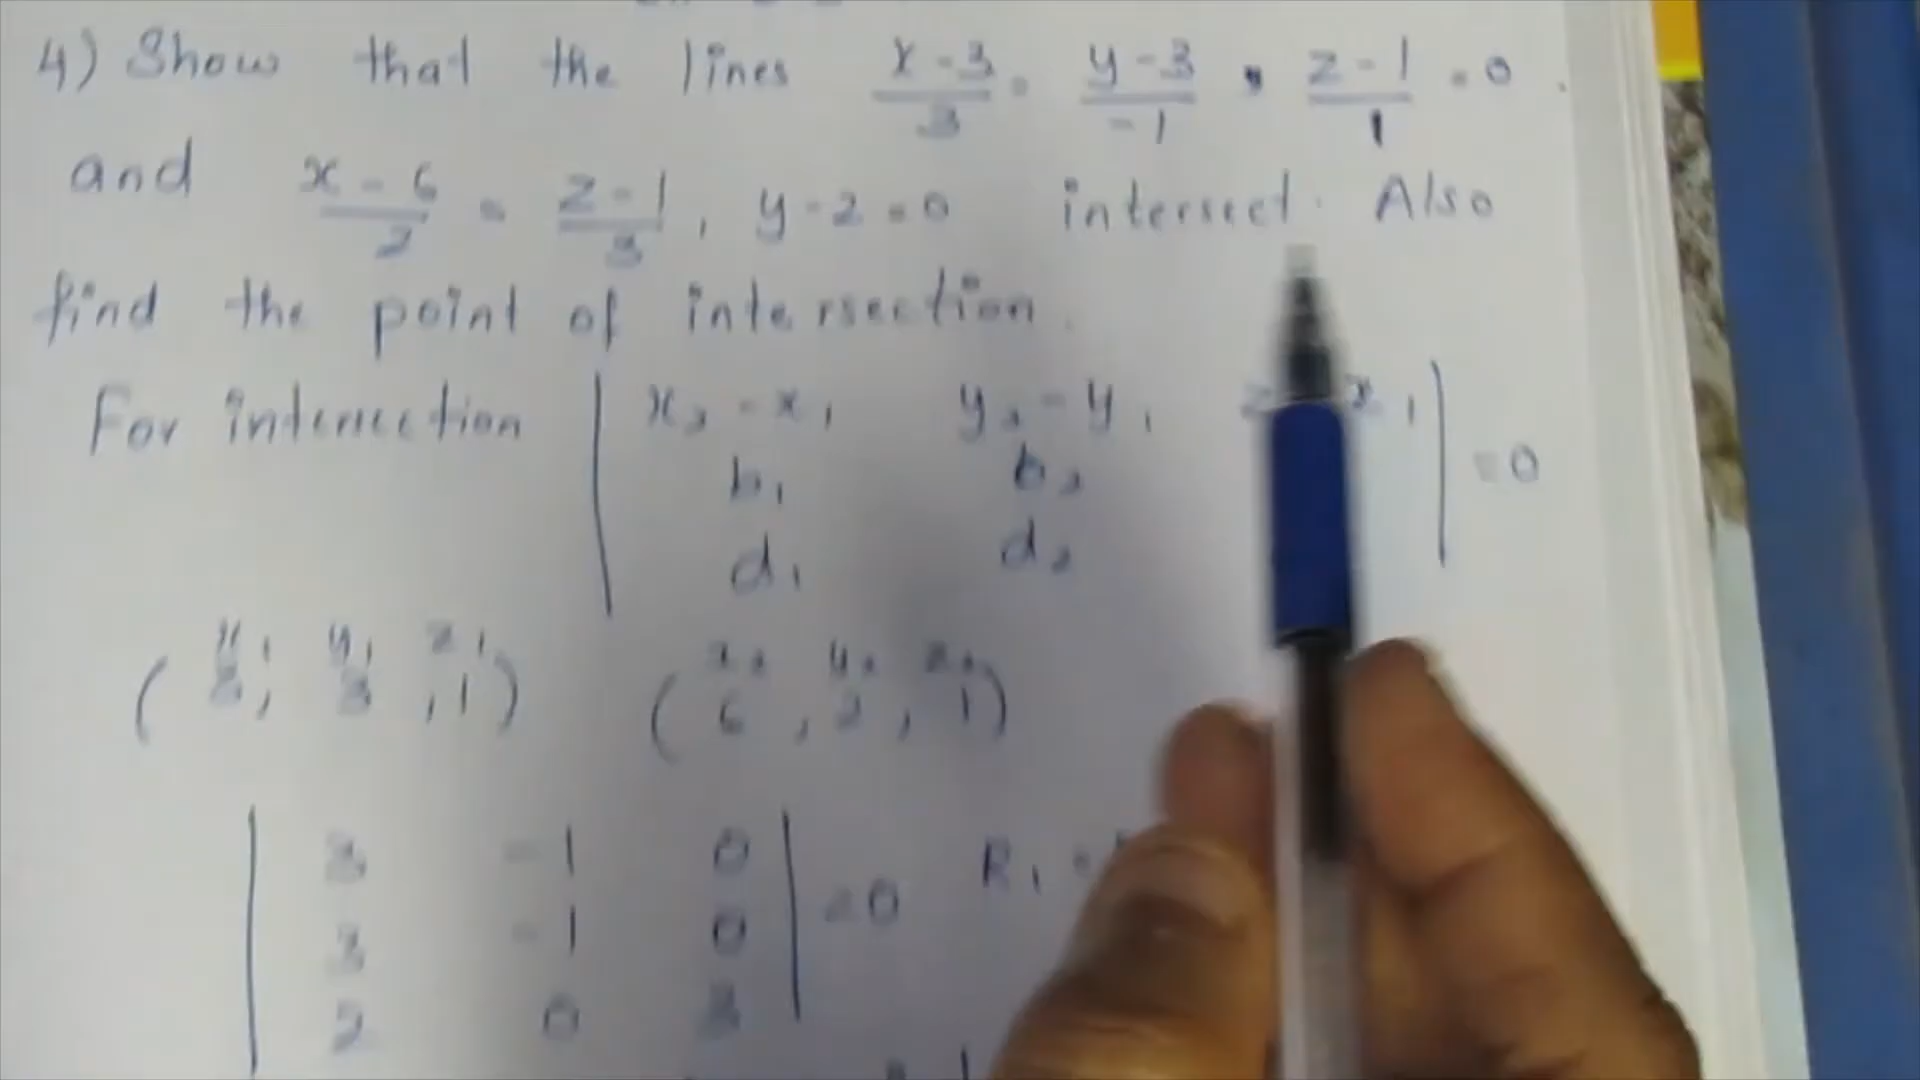 4) Show that the lines x-3/3 = y-3/-1 , z-1/1 = 0.
and x-6/2 = z-1/3, y-2=0 intersect. Also
find the point of intersection.
For intersection | x₂-x₁ y₂-y₁ z₁ | = 0
b₁ b₂
d₁ d₂
x₁ y₁ z₁ x₂ y₂ z₂
(3, 3, 1) (6, 2, 1)
| 3 -1 0 |
| 3 -1 0 | = 0 R₁ =
| 2 0 3 |